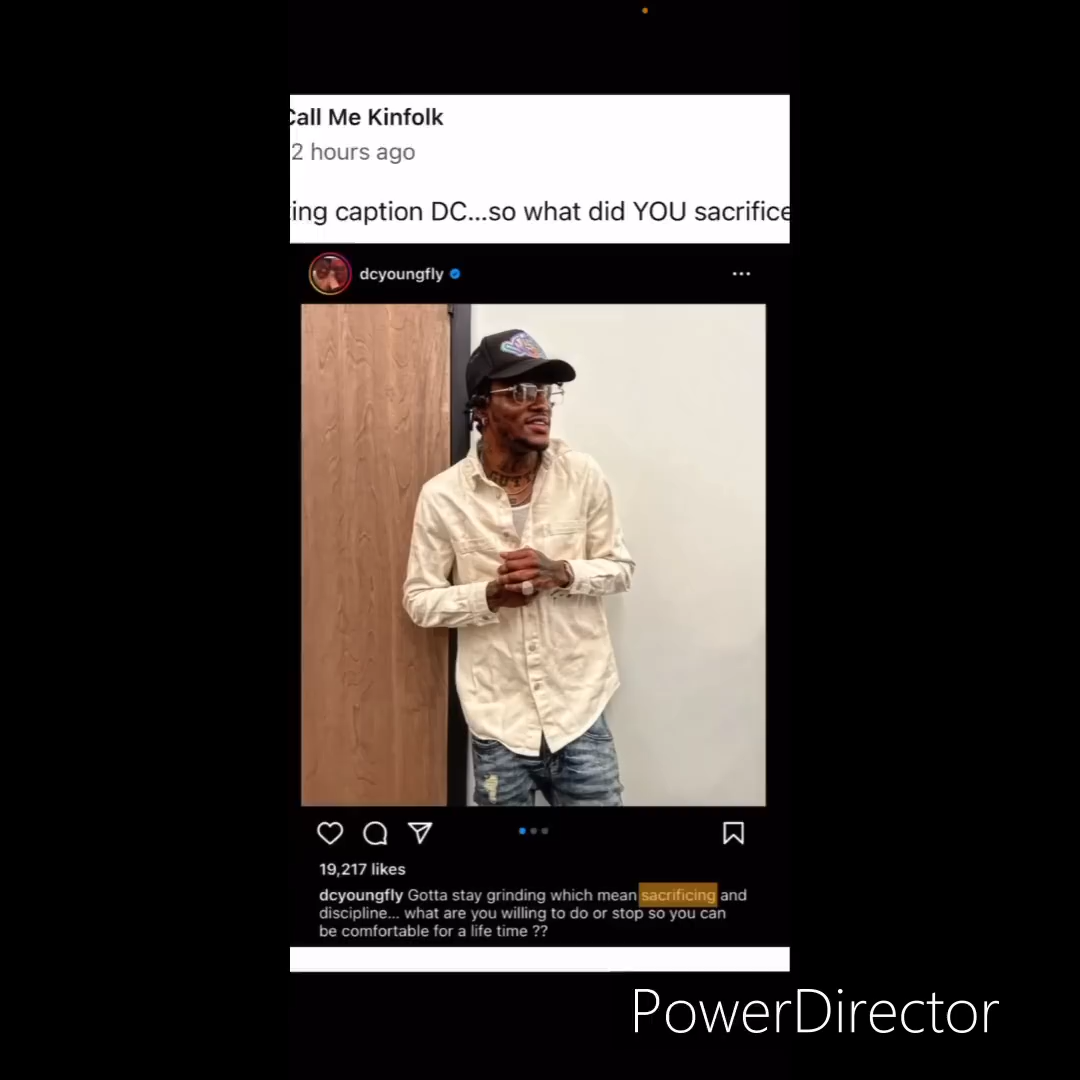 Call Me Kinfolk
2 hours ago
ing caption DC...so what did YOU sacrifice
dcyoungfly
19,217 likes
dcyoungfly Gotta stay grinding which mean sacrificing and
discipline... what are you willing to do or stop so you can
be comfortable for a life time ??
PowerDirector